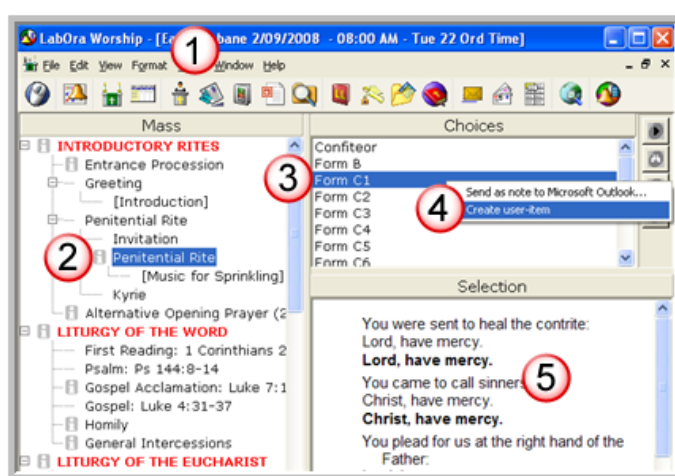 LabOra Worship - [Ea bane 2/09/2008 - 08:00 AM - Tue 22 Ord Time]
1
File Edit View Format Window Help
Mass
INTRODUCTORY RITES
Entrance Procession
Greeting
[Introduction]
Penitential Rite
Invitation
2
Penitential Rite
[Music for Sprinkling]
Kyrie
Alternative Opening Prayer (2
LITURGY OF THE WORD
First Reading: 1 Corinthians 2
Psalm: Ps 144:8-14
Gospel Acclamation: Luke 7:1
Gospel: Luke 4:31-37
Homily
General Intercessions
LITURGY OF THE EUCHARIST
Choices
Confiteor
Form B
3
Form C1
Form C2
Form C3
Form C4
Form C5
Form C6
Send as note to Microsoft Outlook...
4
Create user-item
Selection
You were sent to heal the contrite:
Lord, have mercy.
Lord, have mercy.
You came to call sinners
5
Christ, have mercy.
Christ, have mercy.
You plead for us at the right hand of the
Father: